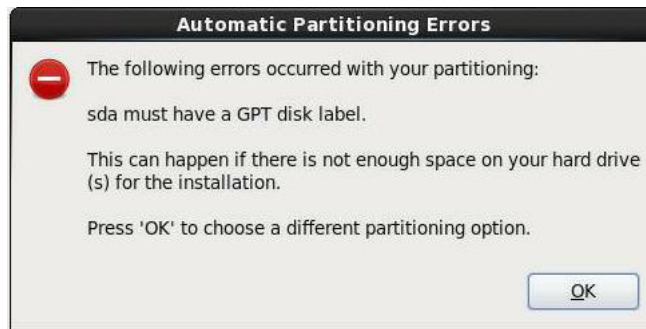 Automatic Partitioning Errors
The following errors occurred with your partitioning:
sda must have a GPT disk label.
This can happen if there is not enough space on your hard drive
(s) for the installation.
Press 'OK' to choose a different partitioning option.
OK